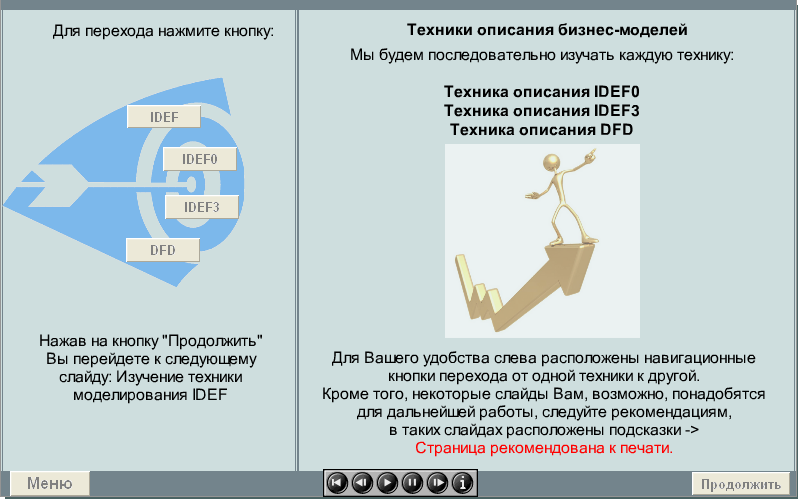 Для перехода нажмите кнопку:
IDEF
IDEF0
IDEF3
DFD
Нажав на кнопку "Продолжить"
Вы перейдете к следующему
слайду: Изучение техники
моделирования IDEF
Техники описания бизнес-моделей
Мы будем последовательно изучать каждую технику:
Техника описания IDEF0
Техника описания IDEF3
Техника описания DFD
Для Вашего удобства слева расположены навигационные
кнопки перехода от одной техники к другой.
Кроме того, некоторые слайды Вам, возможно, понадобятся
для дальнейшей работы, следуйте рекомендациям,
в таких слайдах расположены подсказки ->
Страница рекомендована к печати.
Меню
i
Продолжить